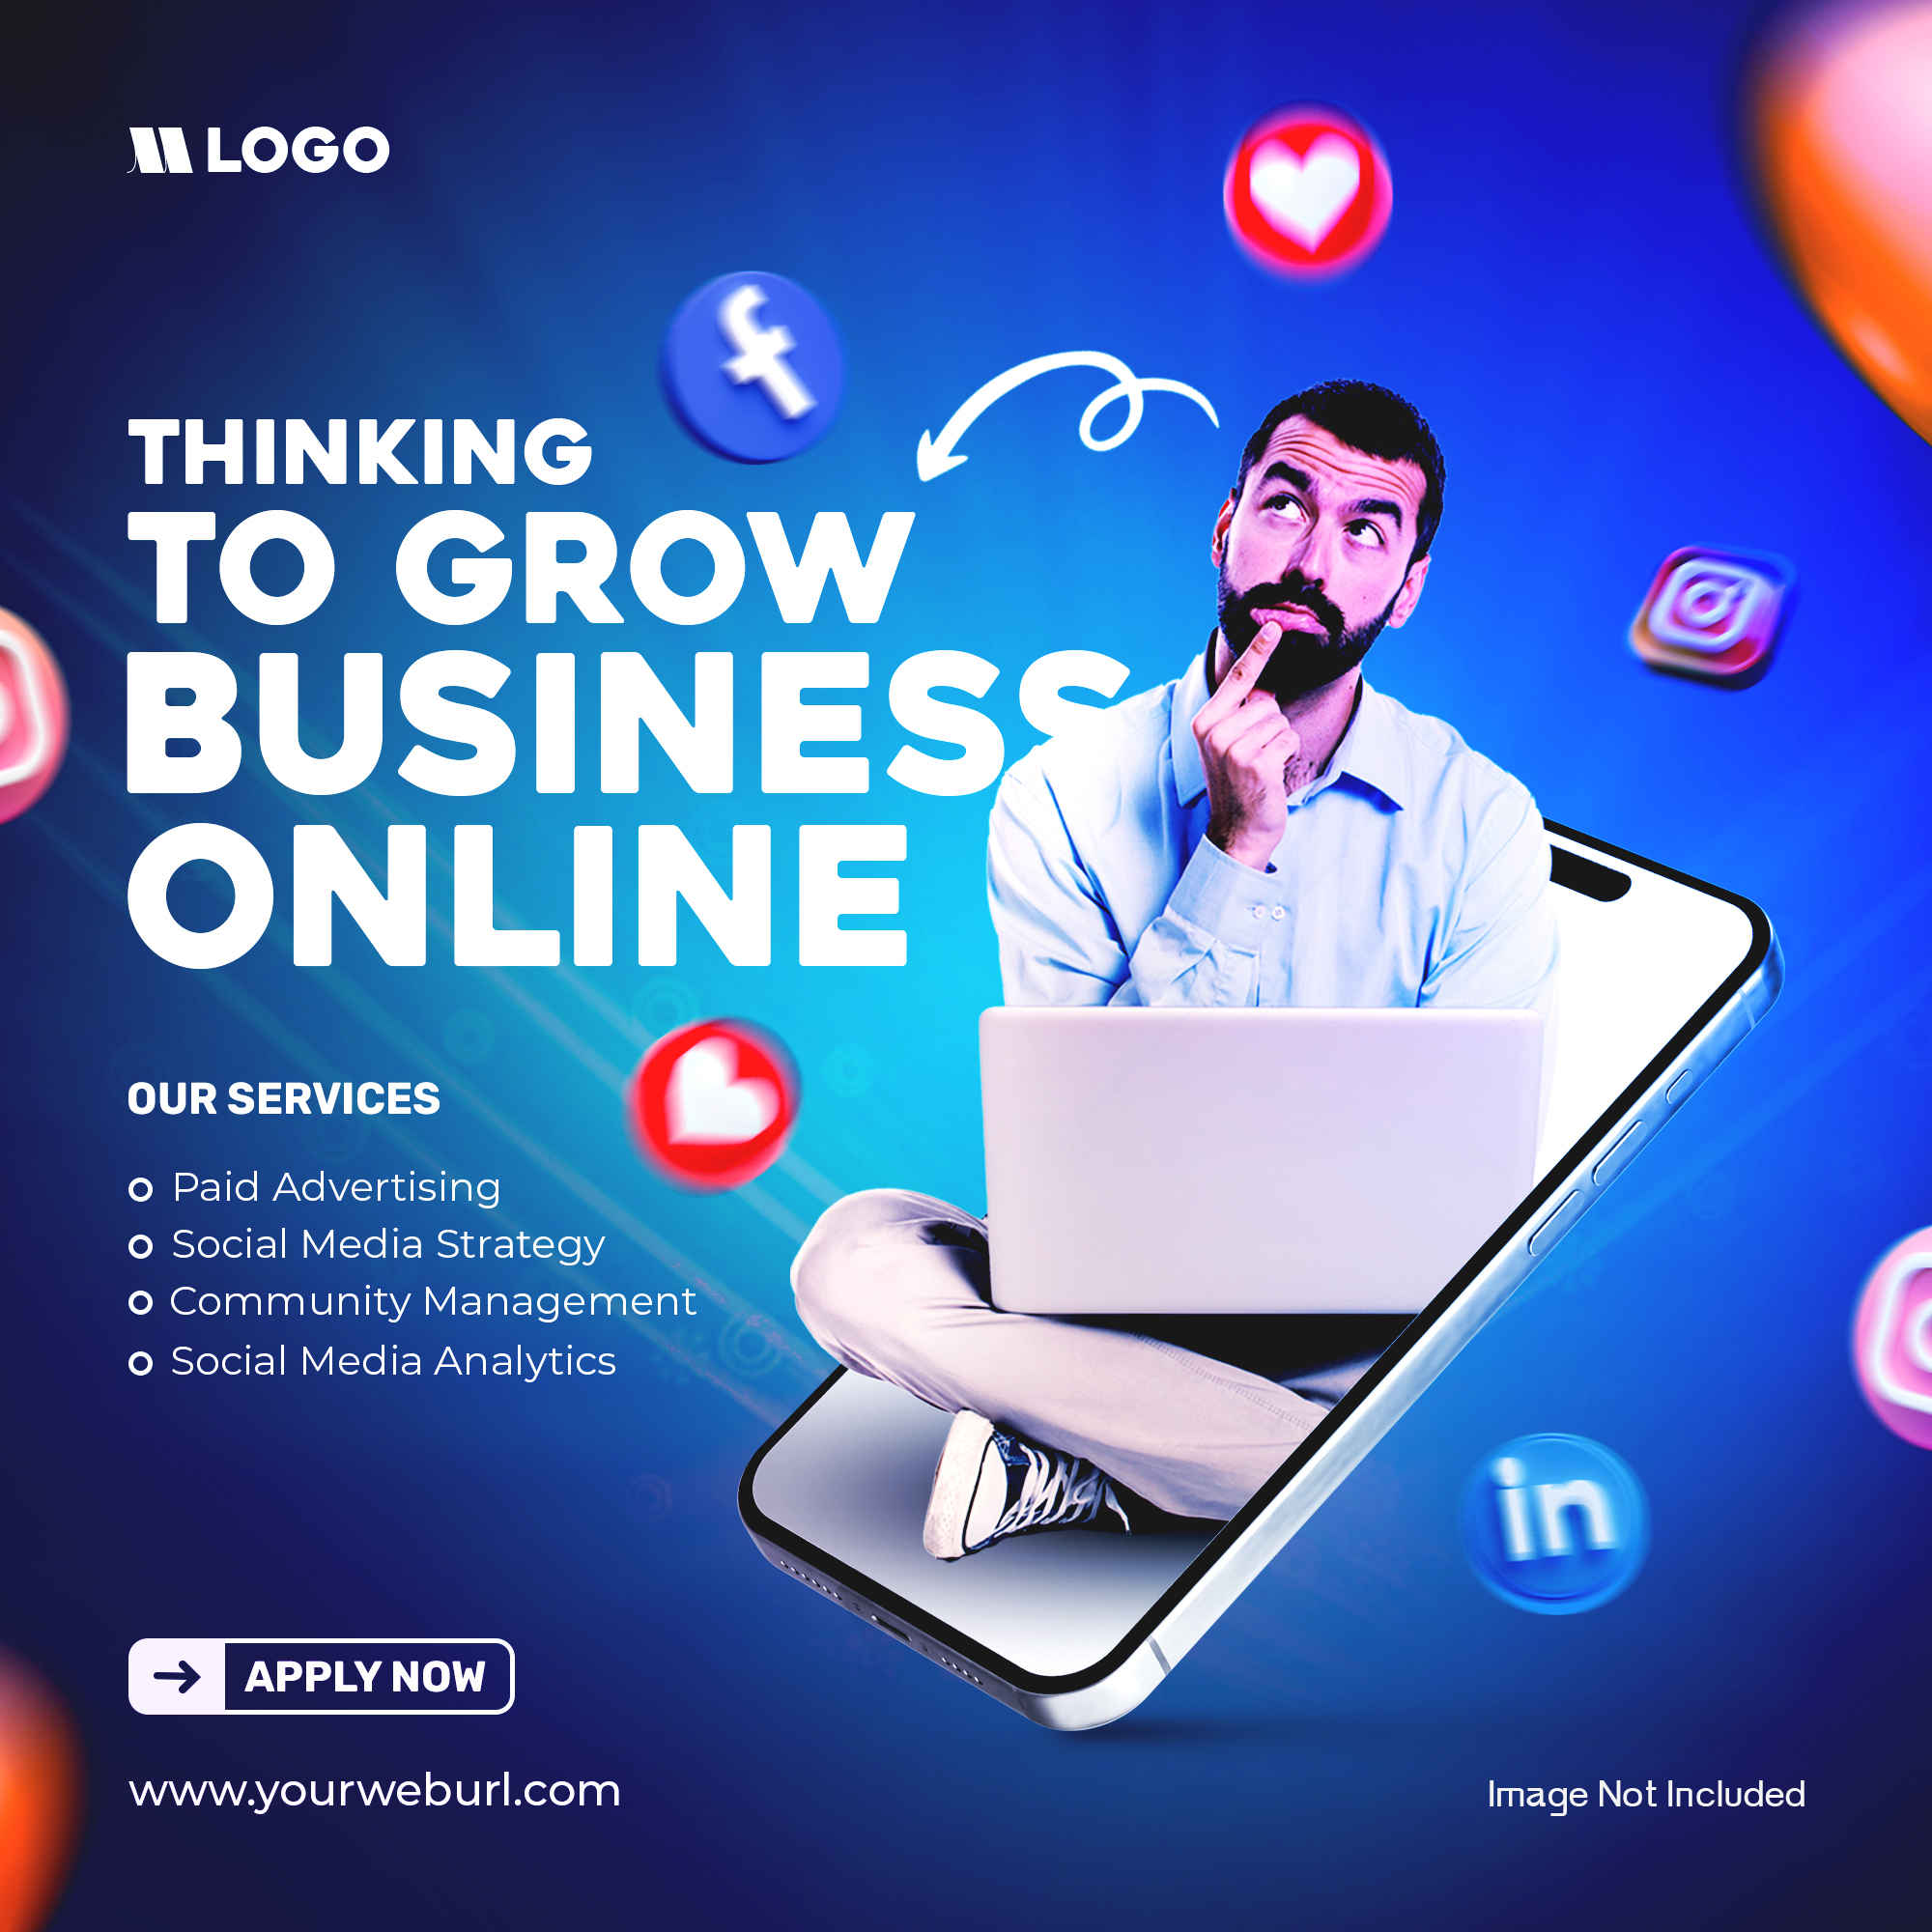 LOGO
THINKING
TO GROW
BUSINESS
ONLINE
OUR SERVICES
Paid Advertising
Social Media Strategy
Community Management
Social Media Analytics
APPLY NOW
www.yourweburl.com
Image Not Included
f
in